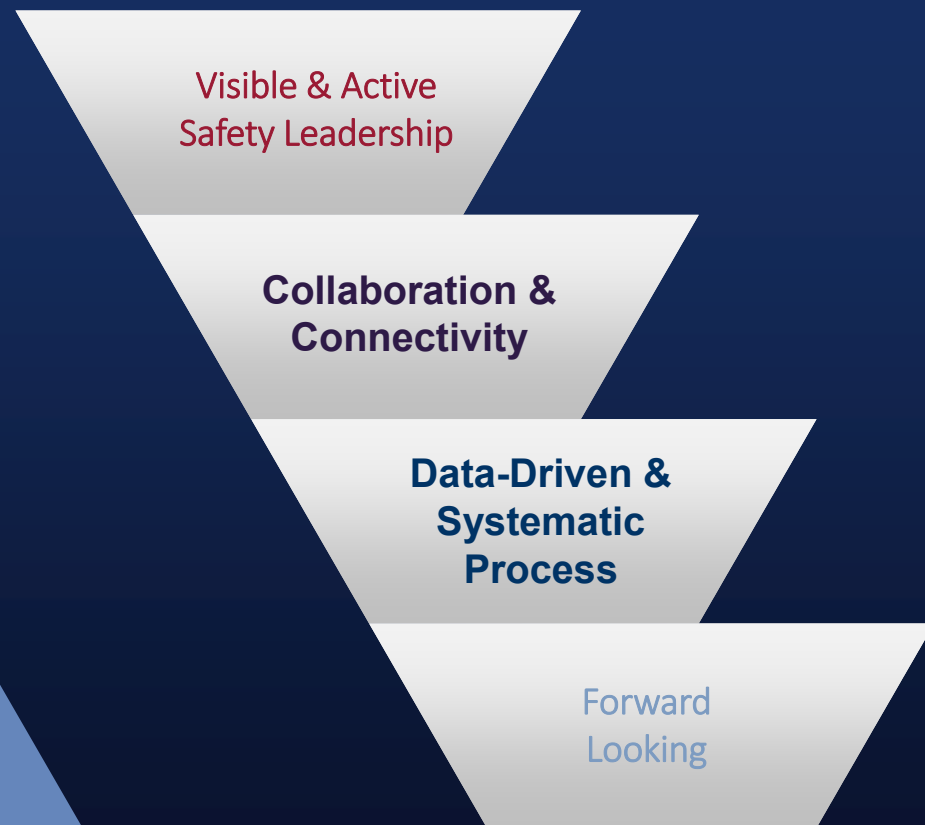 Visible & Active
Safety Leadership
Collaboration &
Connectivity
Data-Driven &
Systematic
Process
Forward
Looking